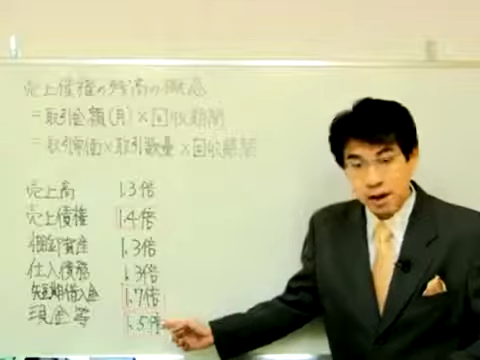 売上債権の残高の概念
=取引金額(月)×回収期間
=取引単価×取引数量×回収期間
売上高 1.3倍
売上債権 1.4倍
棚卸資産 1.3倍
仕入債務 1.3倍
短期借入金 1.7倍
現金等 1.5倍